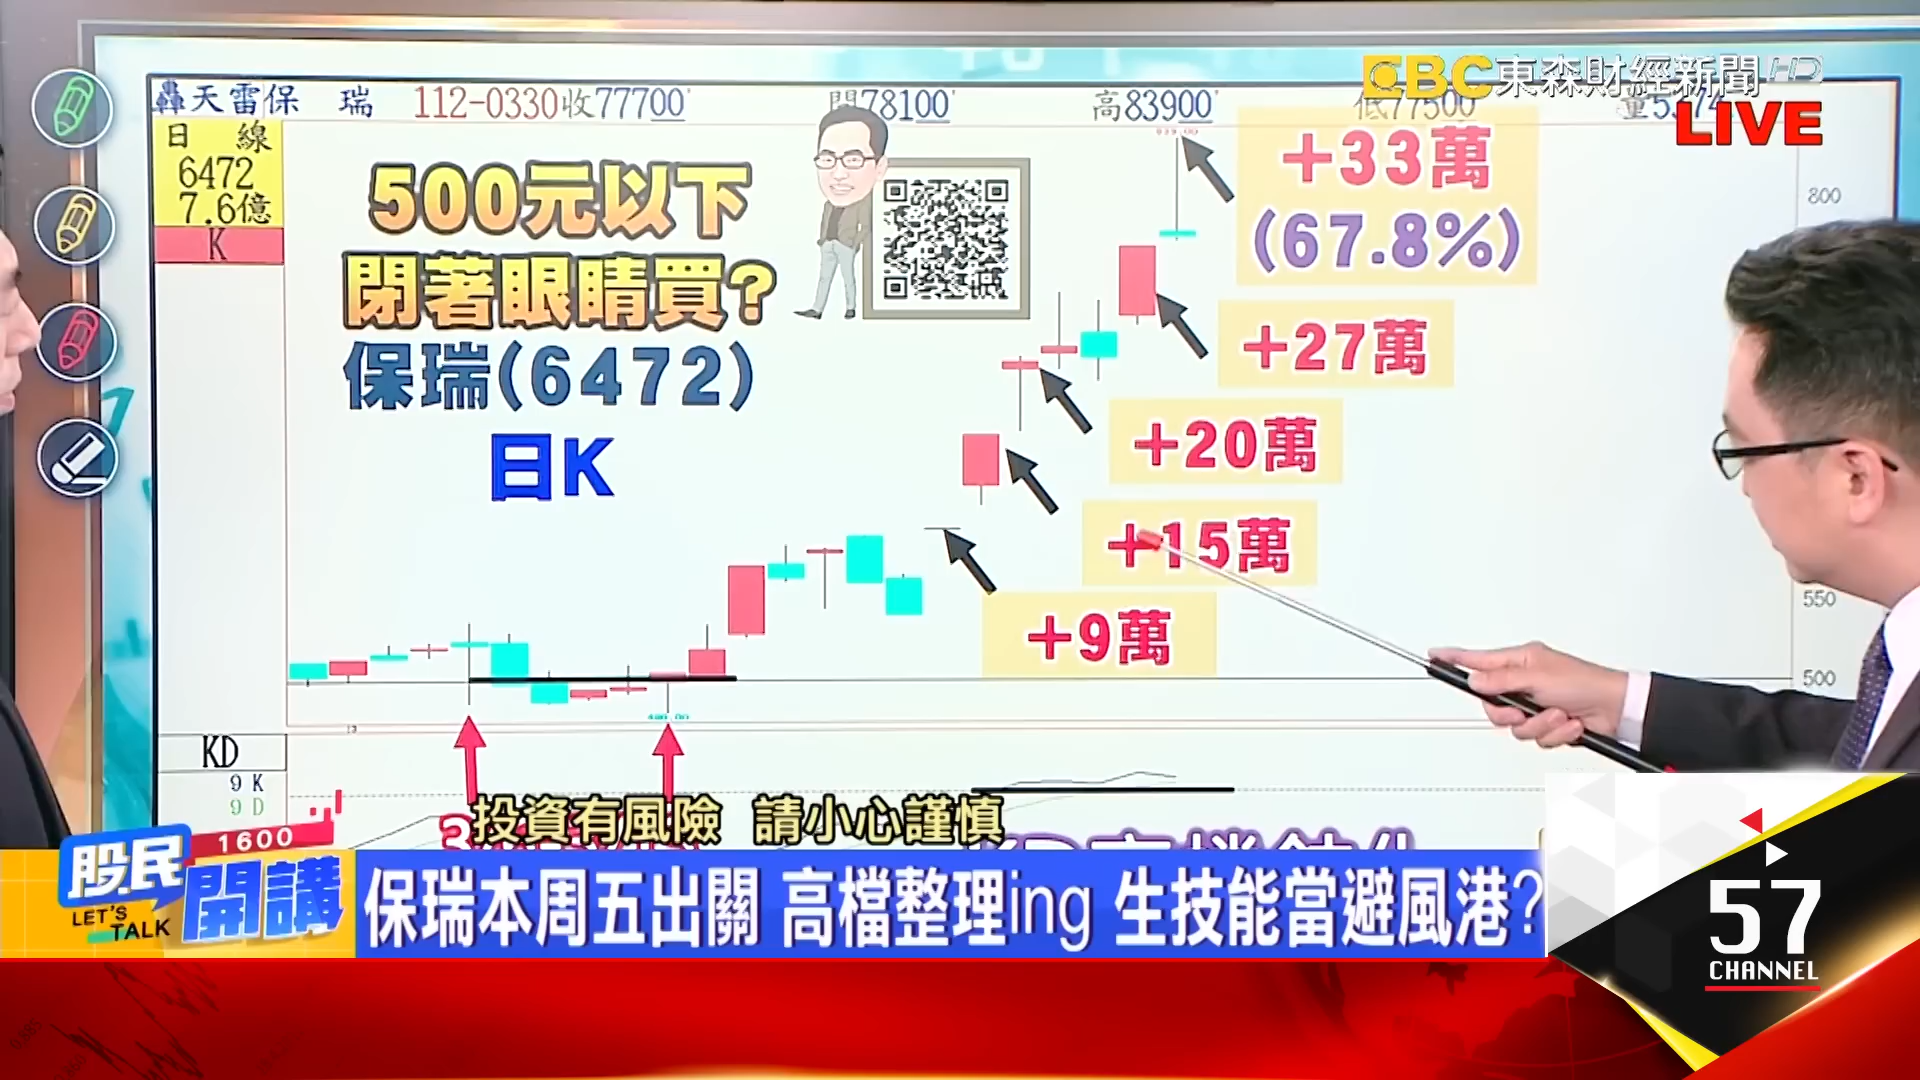 EBC 東森財經新聞 HD
LIVE
轟天雷保 瑞 112-0330收77700 開78100 高83900 低77500
日 線
6472
7.6億
K
500元以下
閉著眼睛買?
保瑞(6472)
日K
839.00
+33萬
(67.8%)
+27萬
+20萬
+15萬
+9萬
800
550
500
KD
9 K
9 D
投資有風險 請小心謹慎
1600
股民
開講
LET'S
TALK
保瑞本周五出關 高檔整理ing 生技能當避風港?
57
CHANNEL